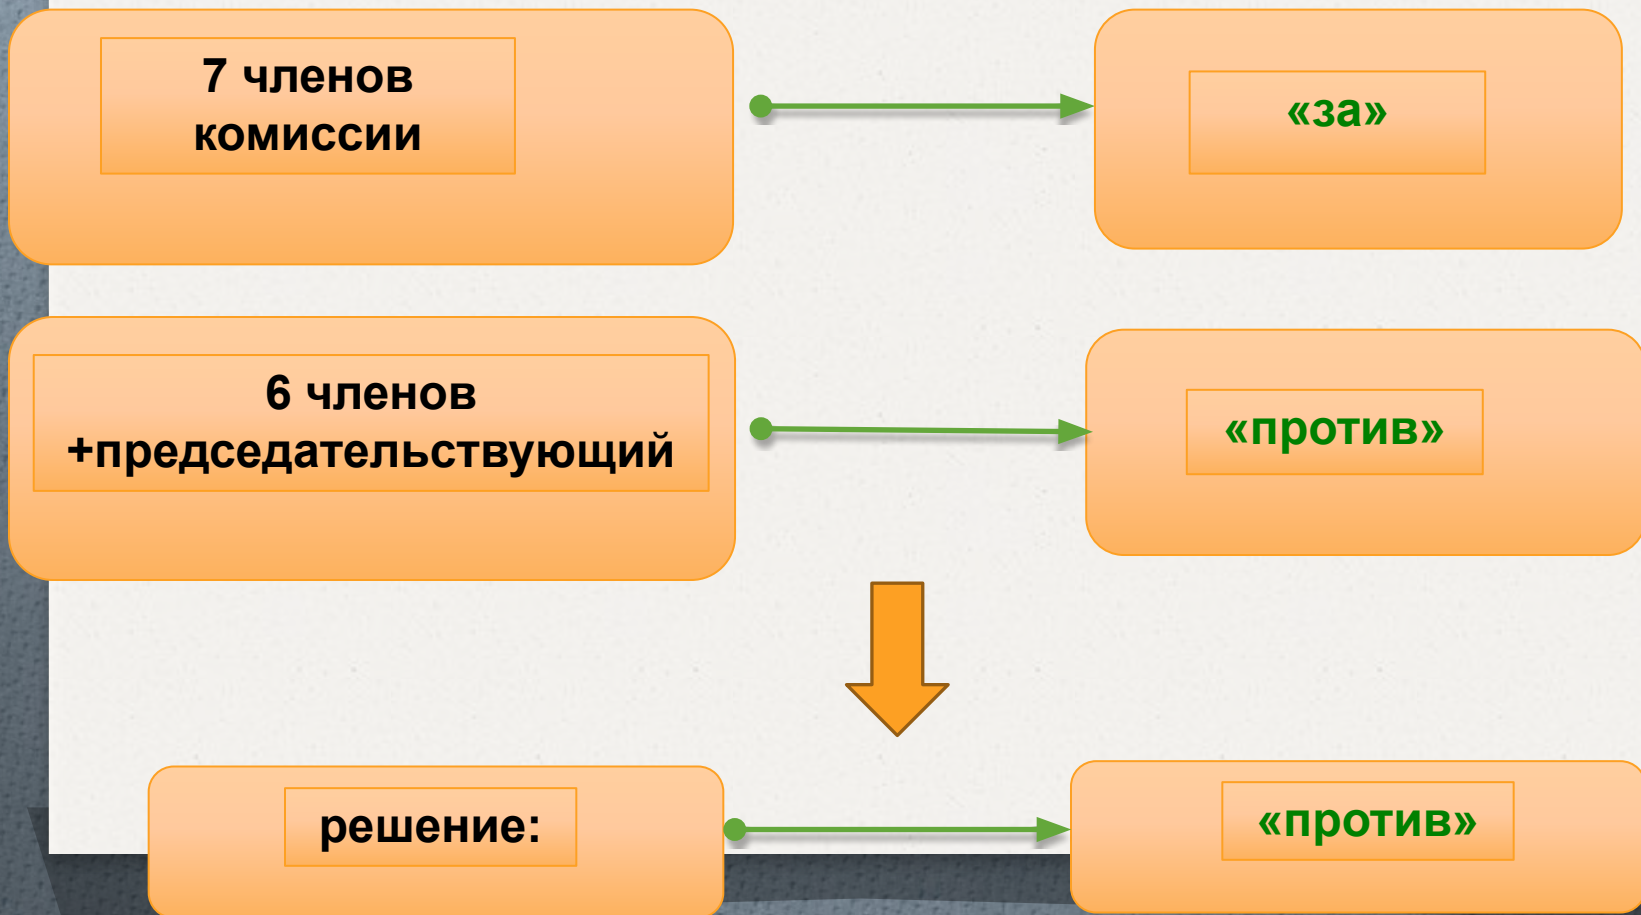 7 членов
комиссии
«за»
6 членов
+председательствующий
«против»
решение:
«против»